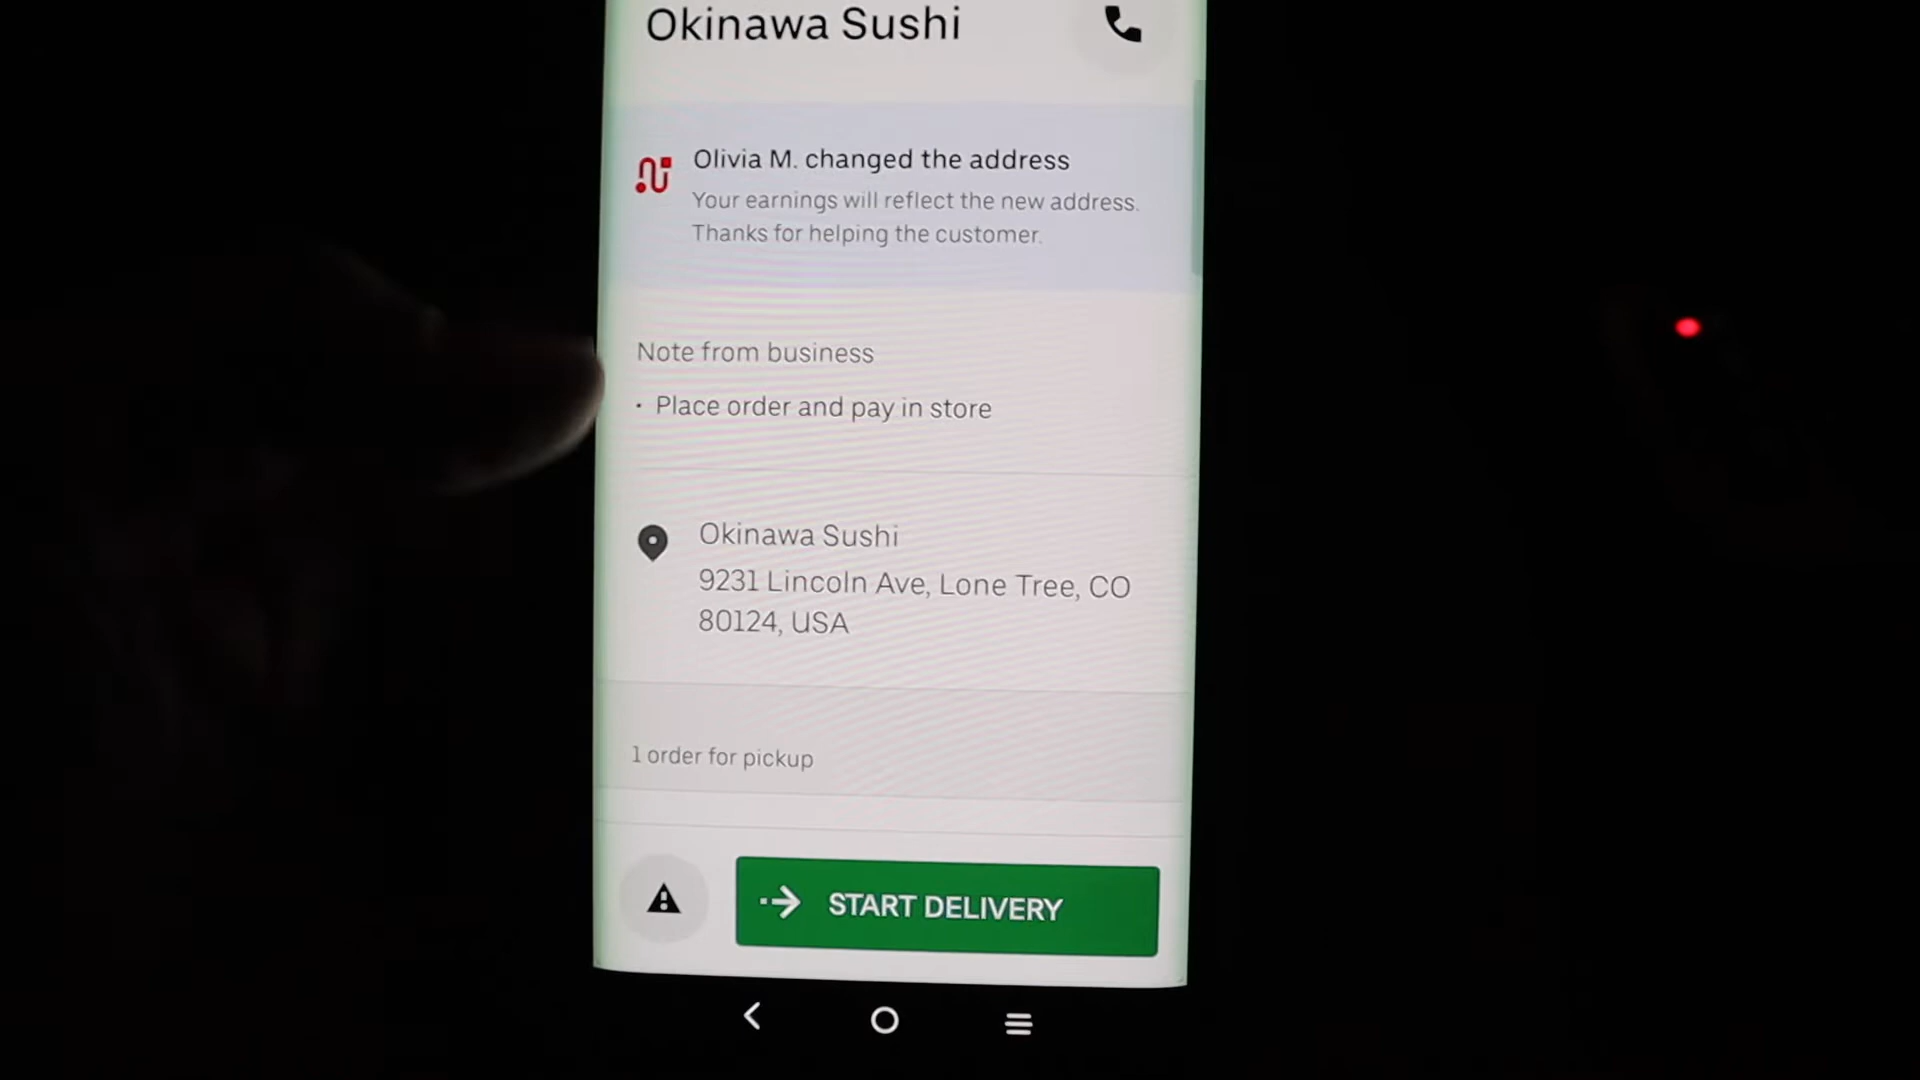 Okinawa Sushi
Olivia M. changed the address
Your earnings will reflect the new address.
Thanks for helping the customer.
Note from business
· Place order and pay in store
Okinawa Sushi
9231 Lincoln Ave, Lone Tree, CO
80124, USA
1 order for pickup
START DELIVERY